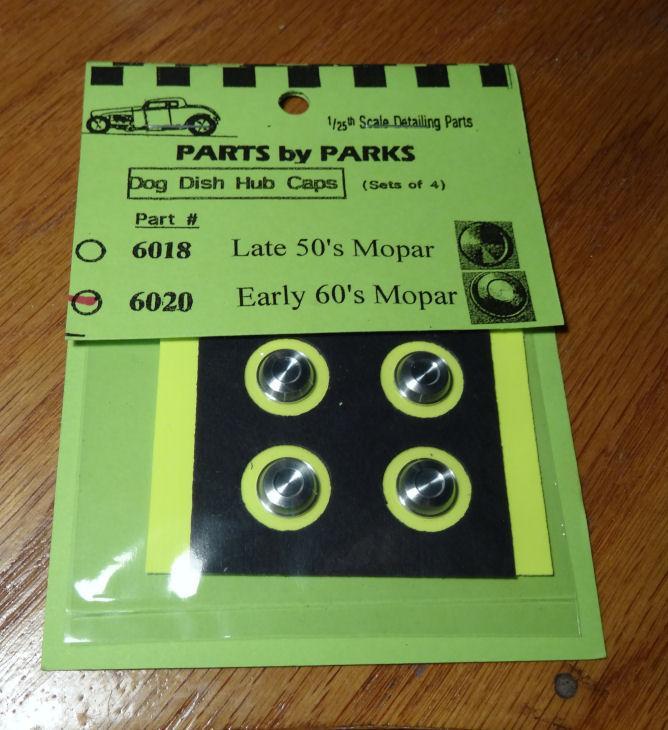 1/25th Scale Detailing Parts
PARTS by PARKS
Dog Dish Hub Caps (Sets of 4)
Part #
6018 Late 50's Mopar
6020 Early 60's Mopar